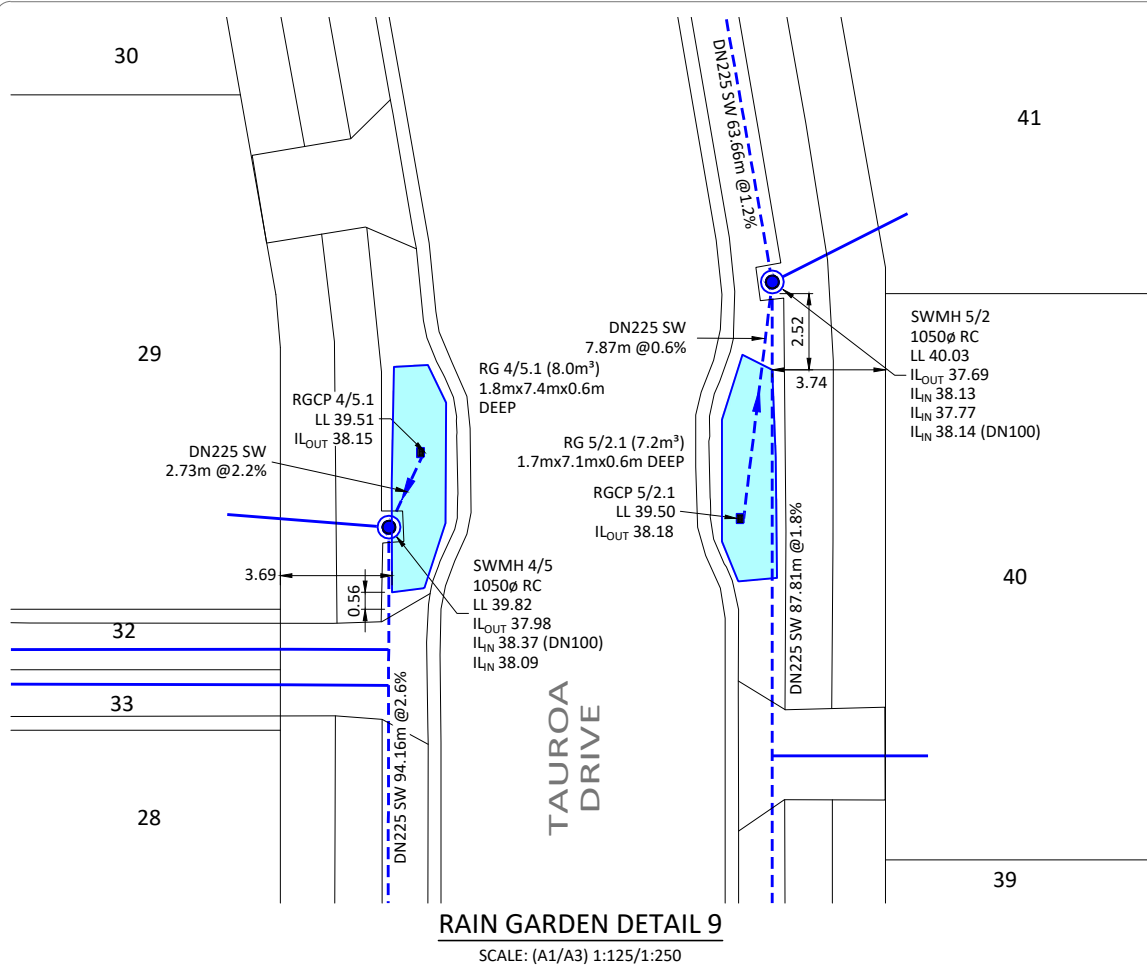 30
41
DN225 SW 63.66m @1.2%
29
DN225 SW
7.87m @0.6%
2.52
3.74
SWMH 5/2
1050ø RC
LL 40.03
IL OUT 37.69
IL IN 38.13
IL IN 37.77
IL IN 38.14 (DN100)
RG 4/5.1 (8.0m³)
1.8mx7.4mx0.6m
DEEP
RGCP 4/5.1
LL 39.51
IL OUT 38.15
DN225 SW
2.73m @2.2%
RG 5/2.1 (7.2m³)
1.7mx7.1mx0.6m DEEP
RGCP 5/2.1
LL 39.50
IL OUT 38.18
3.69
0.56
SWMH 4/5
1050ø RC
LL 39.82
IL OUT 37.98
IL IN 38.37 (DN100)
IL IN 38.09
DN225 SW 87.81m @1.8%
40
32
33
DN225 SW 94.16m @2.6%
TAUROA
DRIVE
28
39
RAIN GARDEN DETAIL 9
SCALE: (A1/A3) 1:125/1:250